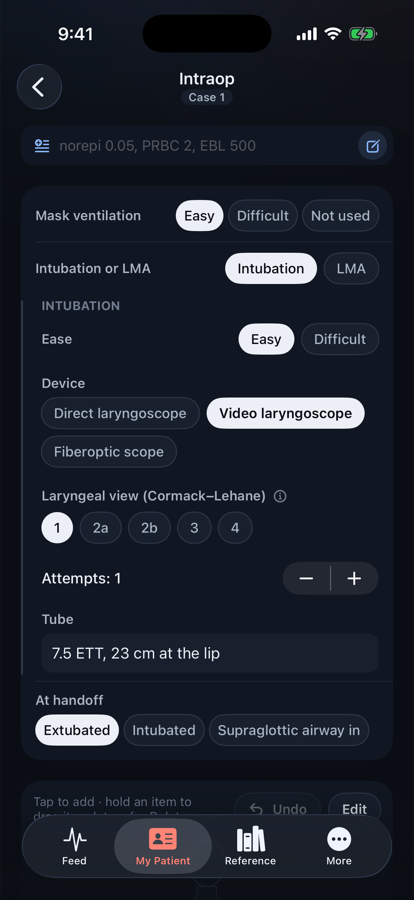 9:41
Intraop
Case 1
norepi 0.05, PRBC 2, EBL 500
Mask ventilation Easy Difficult Not used
Intubation or LMA Intubation LMA
INTUBATION
Ease Easy Difficult
Device
Direct laryngoscope Video laryngoscope
Fiberoptic scope
Laryngeal view (Cormack–Lehane)
1 2a 2b 3 4
Attempts: 1 − +
Tube
7.5 ETT, 23 cm at the lip
At handoff
Extubated Intubated Supraglottic airway in
Tap to add · hold an item to
Undo Edit
Feed My Patient Reference More